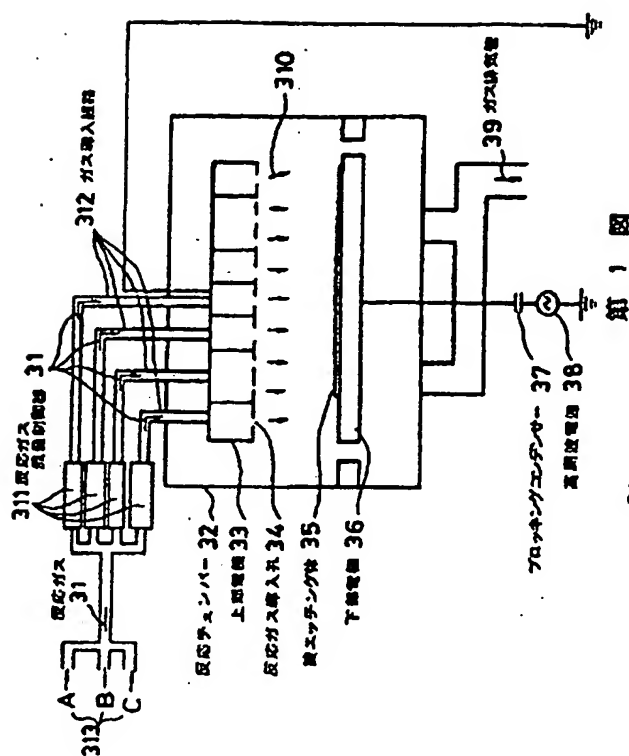 313
A
B
C
反応ガス
31
311 反応ガス
流量制御器
31
312 ガス導入経路
反応チェンバー 32
上部電極 33
反応ガス導入孔 34
被エッチング体 35
下部電極 36
ブロッキングコンデンサー 37
高周波電源 38
39 ガス排気管
310
第1図